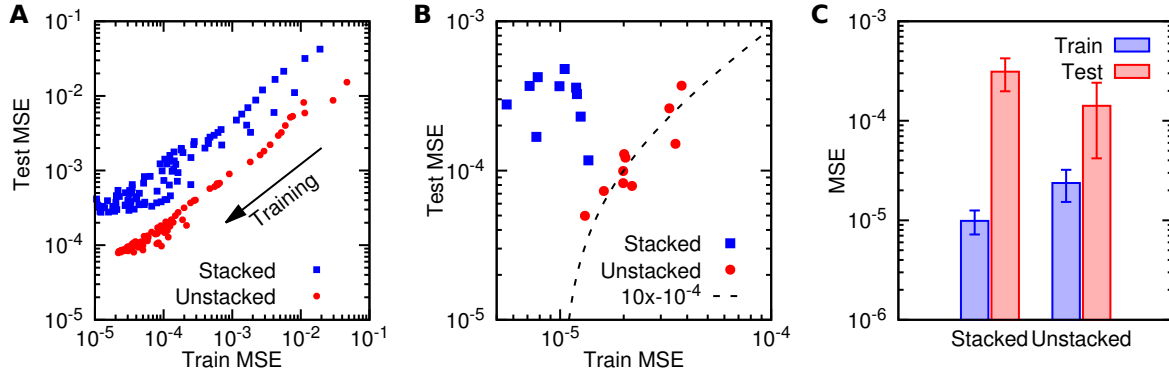 A
Test MSE
10⁻¹
10⁻²
10⁻³
10⁻⁴
10⁻⁵
Training
Stacked
Unstacked
10⁻⁵ 10⁻⁴ 10⁻³ 10⁻² 10⁻¹
Train MSE
B
Test MSE
10⁻³
10⁻⁴
10⁻⁵
Stacked
Unstacked
10x-10⁻⁴
10⁻⁵ 10⁻⁴
Train MSE
C
MSE
10⁻³
10⁻⁴
10⁻⁵
10⁻⁶
Train
Test
Stacked Unstacked